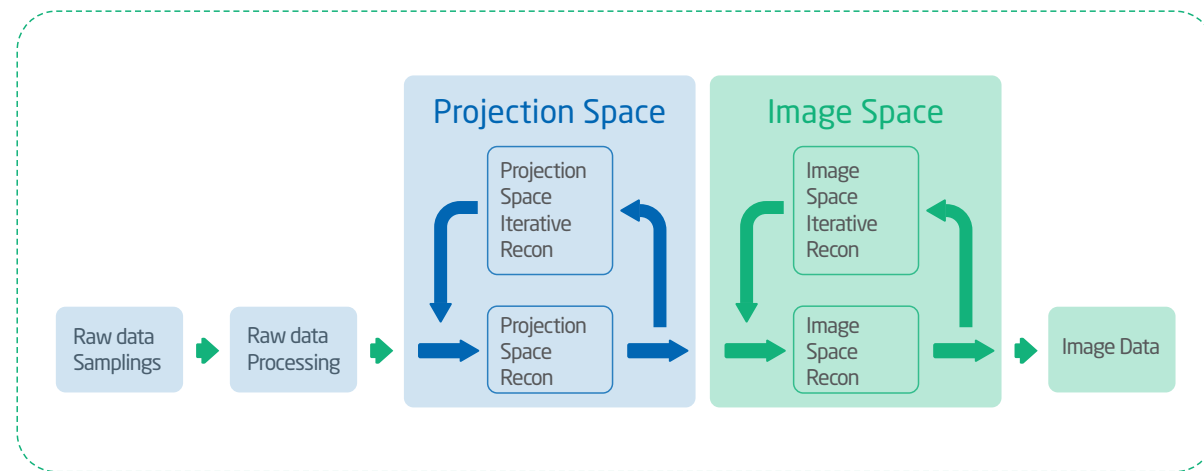 Projection Space
Image Space
Projection
Space
Iterative
Recon
Image
Space
Iterative
Recon
Raw data
Samplings
Raw data
Processing
Projection
Space
Recon
Image
Space
Recon
Image Data